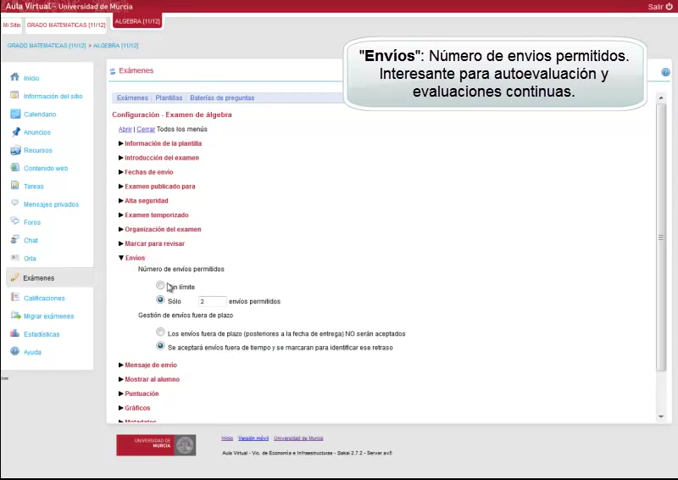 Aula Virtual - Universidad de Murcia
Salir
Mi Sitio
GRADO MATEMATICAS [11/12]
ALGEBRA [11/12]
GRADO MATEMATICAS [11/12] > ALGEBRA [11/12]
"Envíos": Número de envios permitidos.
Interesante para autoevaluación y
evaluaciones continuas.
Inicio
Información del sitio
Calendario
Anuncios
Recursos
Contenido web
Tareas
Mensajes privados
Foros
Chat
Orla
Exámenes
Calificaciones
Migrar exámenes
Estadísticas
Ayuda
Exámenes
Exámenes | Plantillas | Baterías de preguntas
Configuración - Examen de álgebra
Abrir | Cerrar Todos los menús
Información de la plantilla
Introducción del examen
Fechas de envío
Examen publicado para
Alta seguridad
Examen temporizado
Organización del examen
Marcar para revisar
Envíos
Número de envíos permitidos
Sin límite
Sólo 2 envíos permitidos
Gestión de envíos fuera de plazo
Los envíos fuera de plazo (posteriores a la fecha de entrega) NO serán aceptados
Se aceptará envíos fuera de tiempo y se marcaran para identificar ese retraso
Mensaje de envío
Mostrar al alumno
Puntuación
Gráficos
Metadatos
UNIVERSIDAD DE
MURCIA
Inicio Versión móvil Universidad de Murcia
Aula Virtual - Vic. de Economía e Infraestructuras - Sakai 2.7.2 - Server av5